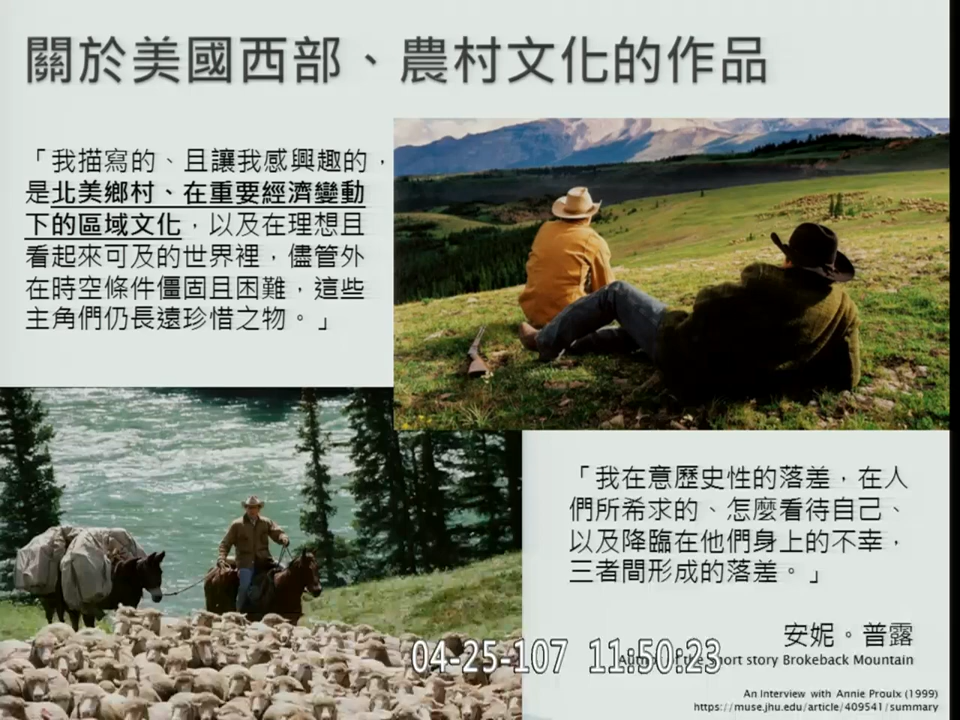 關於美國西部、農村文化的作品
「我描寫的、且讓我感興趣的，
是北美鄉村、在重要經濟變動
下的區域文化，以及在理想且
看起來可及的世界裡，儘管外
在時空條件僵固且困難，這些
主角們仍長遠珍惜之物。」
「我在意歷史性的落差，在人
們所希求的、怎麼看待自己、
以及降臨在他們身上的不幸，
三者間形成的落差。」
安妮。普露
04-25-107 11:50:23
short story Brokeback Mountain
An Interview with Annie Proulx (1999)
https://muse.jhu.edu/article/409541/summary